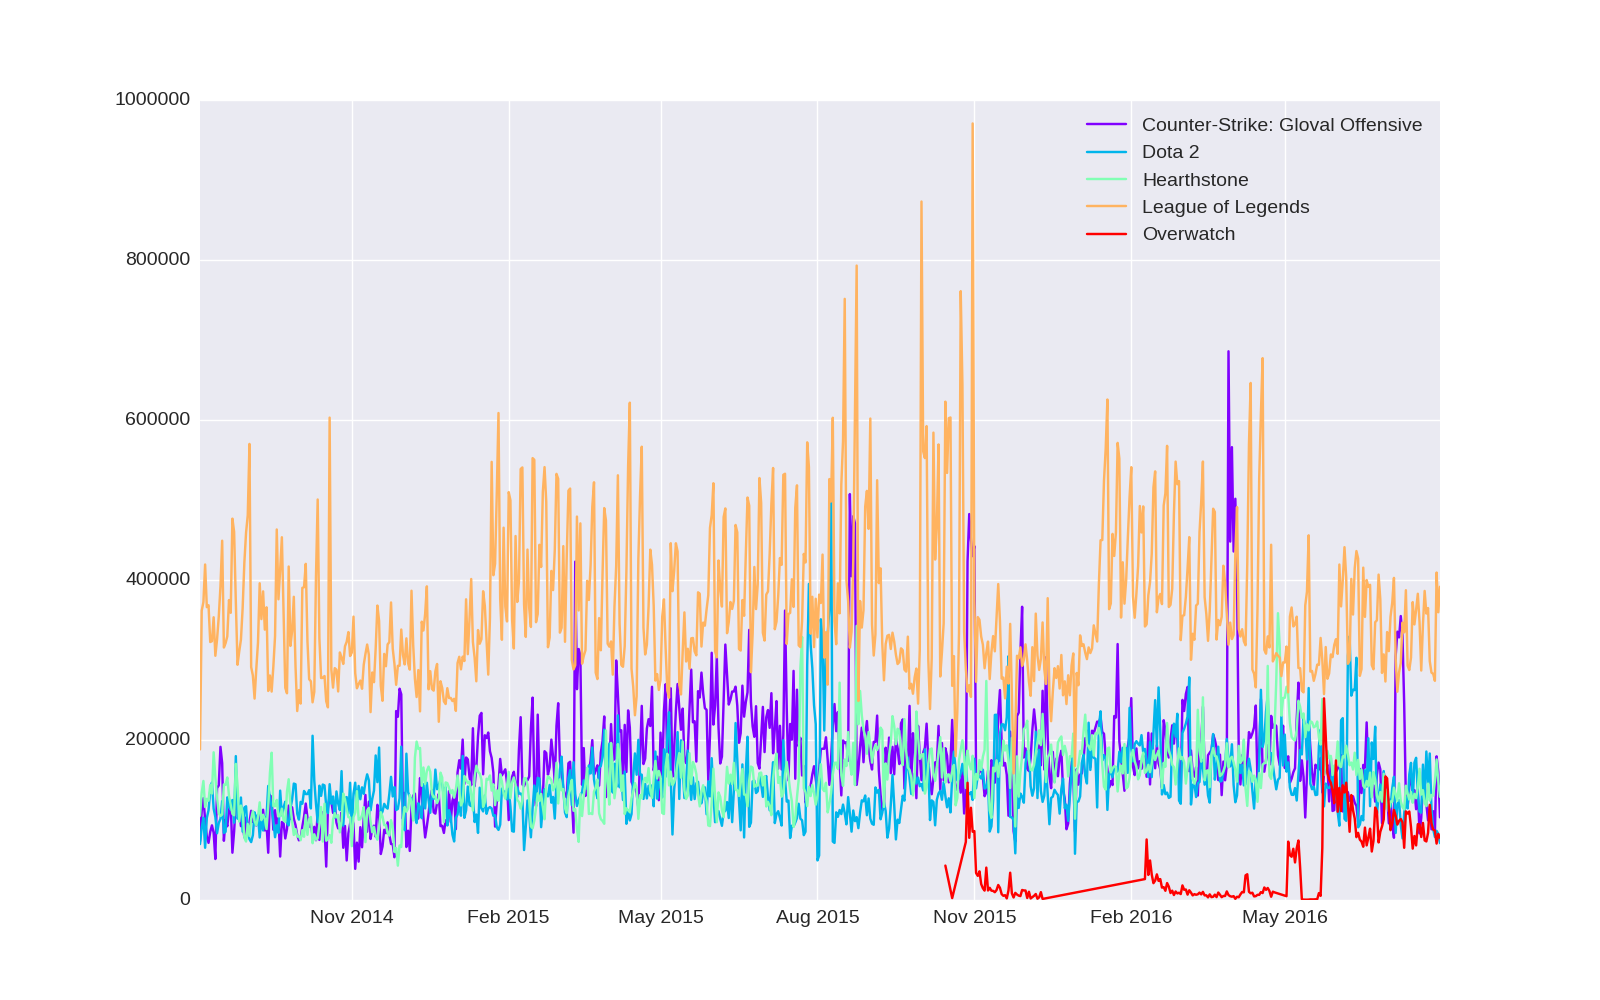 1000000
800000
600000
400000
200000
0
Nov 2014
Feb 2015
May 2015
Aug 2015
Nov 2015
Feb 2016
May 2016
Counter-Strike: Gloval Offensive
Dota 2
Hearthstone
League of Legends
Overwatch